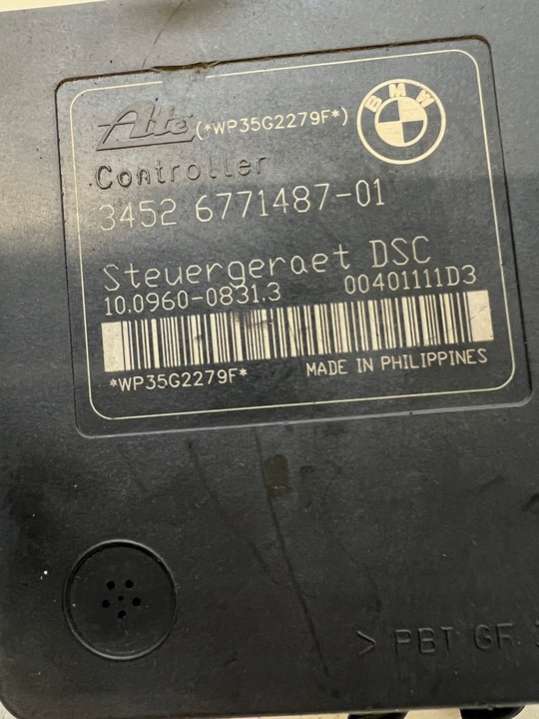 Ate (*WP35G2279F*) BMW
Controller
3452 6771487-01
Steuergeraet DSC
10.0960-0831.3 00401111D3
*WP35G2279F* MADE IN PHILIPPINES
> PBT GF